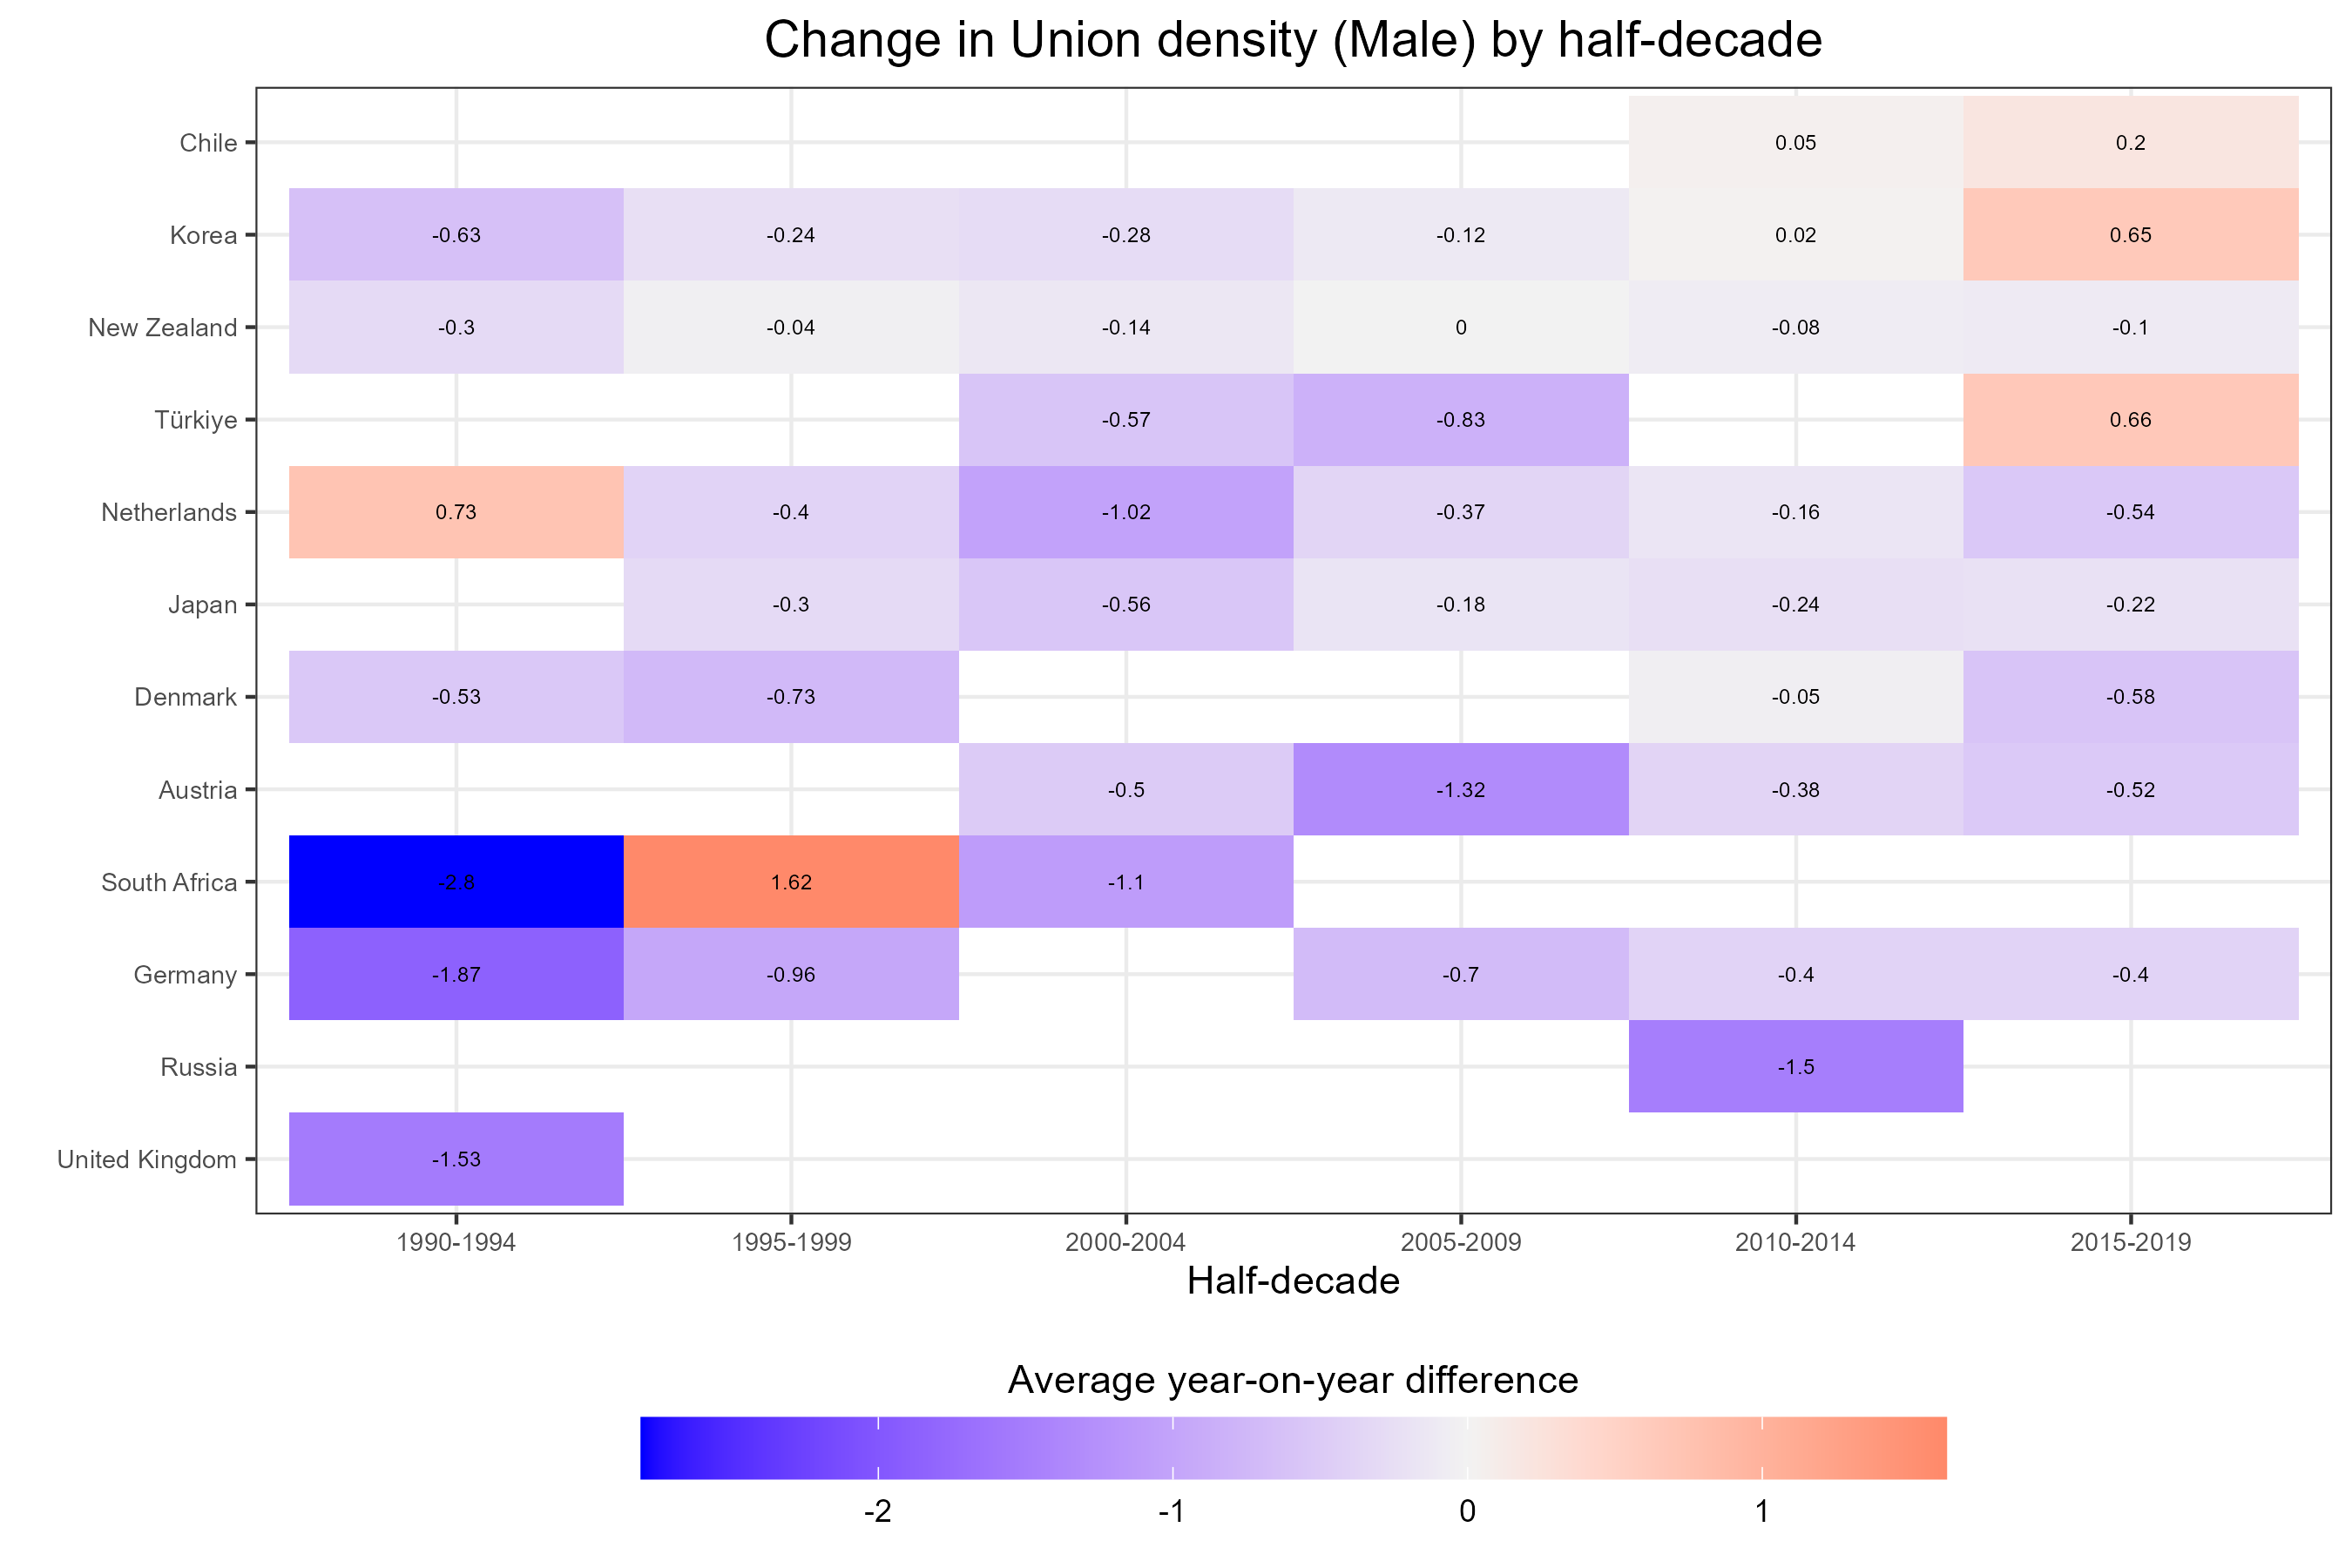 Change in Union density (Male) by half-decade
Chile 0.05 0.2
Korea -0.63 -0.24 -0.28 -0.12 0.02 0.65
New Zealand -0.3 -0.04 -0.14 0 -0.08 -0.1
Türkiye -0.57 -0.83 0.66
Netherlands 0.73 -0.4 -1.02 -0.37 -0.16 -0.54
Japan -0.3 -0.56 -0.18 -0.24 -0.22
Denmark -0.53 -0.73 -0.05 -0.58
Austria -0.5 -1.32 -0.38 -0.52
South Africa -2.8 1.62 -1.1
Germany -1.87 -0.96 -0.7 -0.4 -0.4
Russia -1.5
United Kingdom -1.53
1990-1994 1995-1999 2000-2004 2005-2009 2010-2014 2015-2019
Half-decade
Average year-on-year difference
-2 -1 0 1